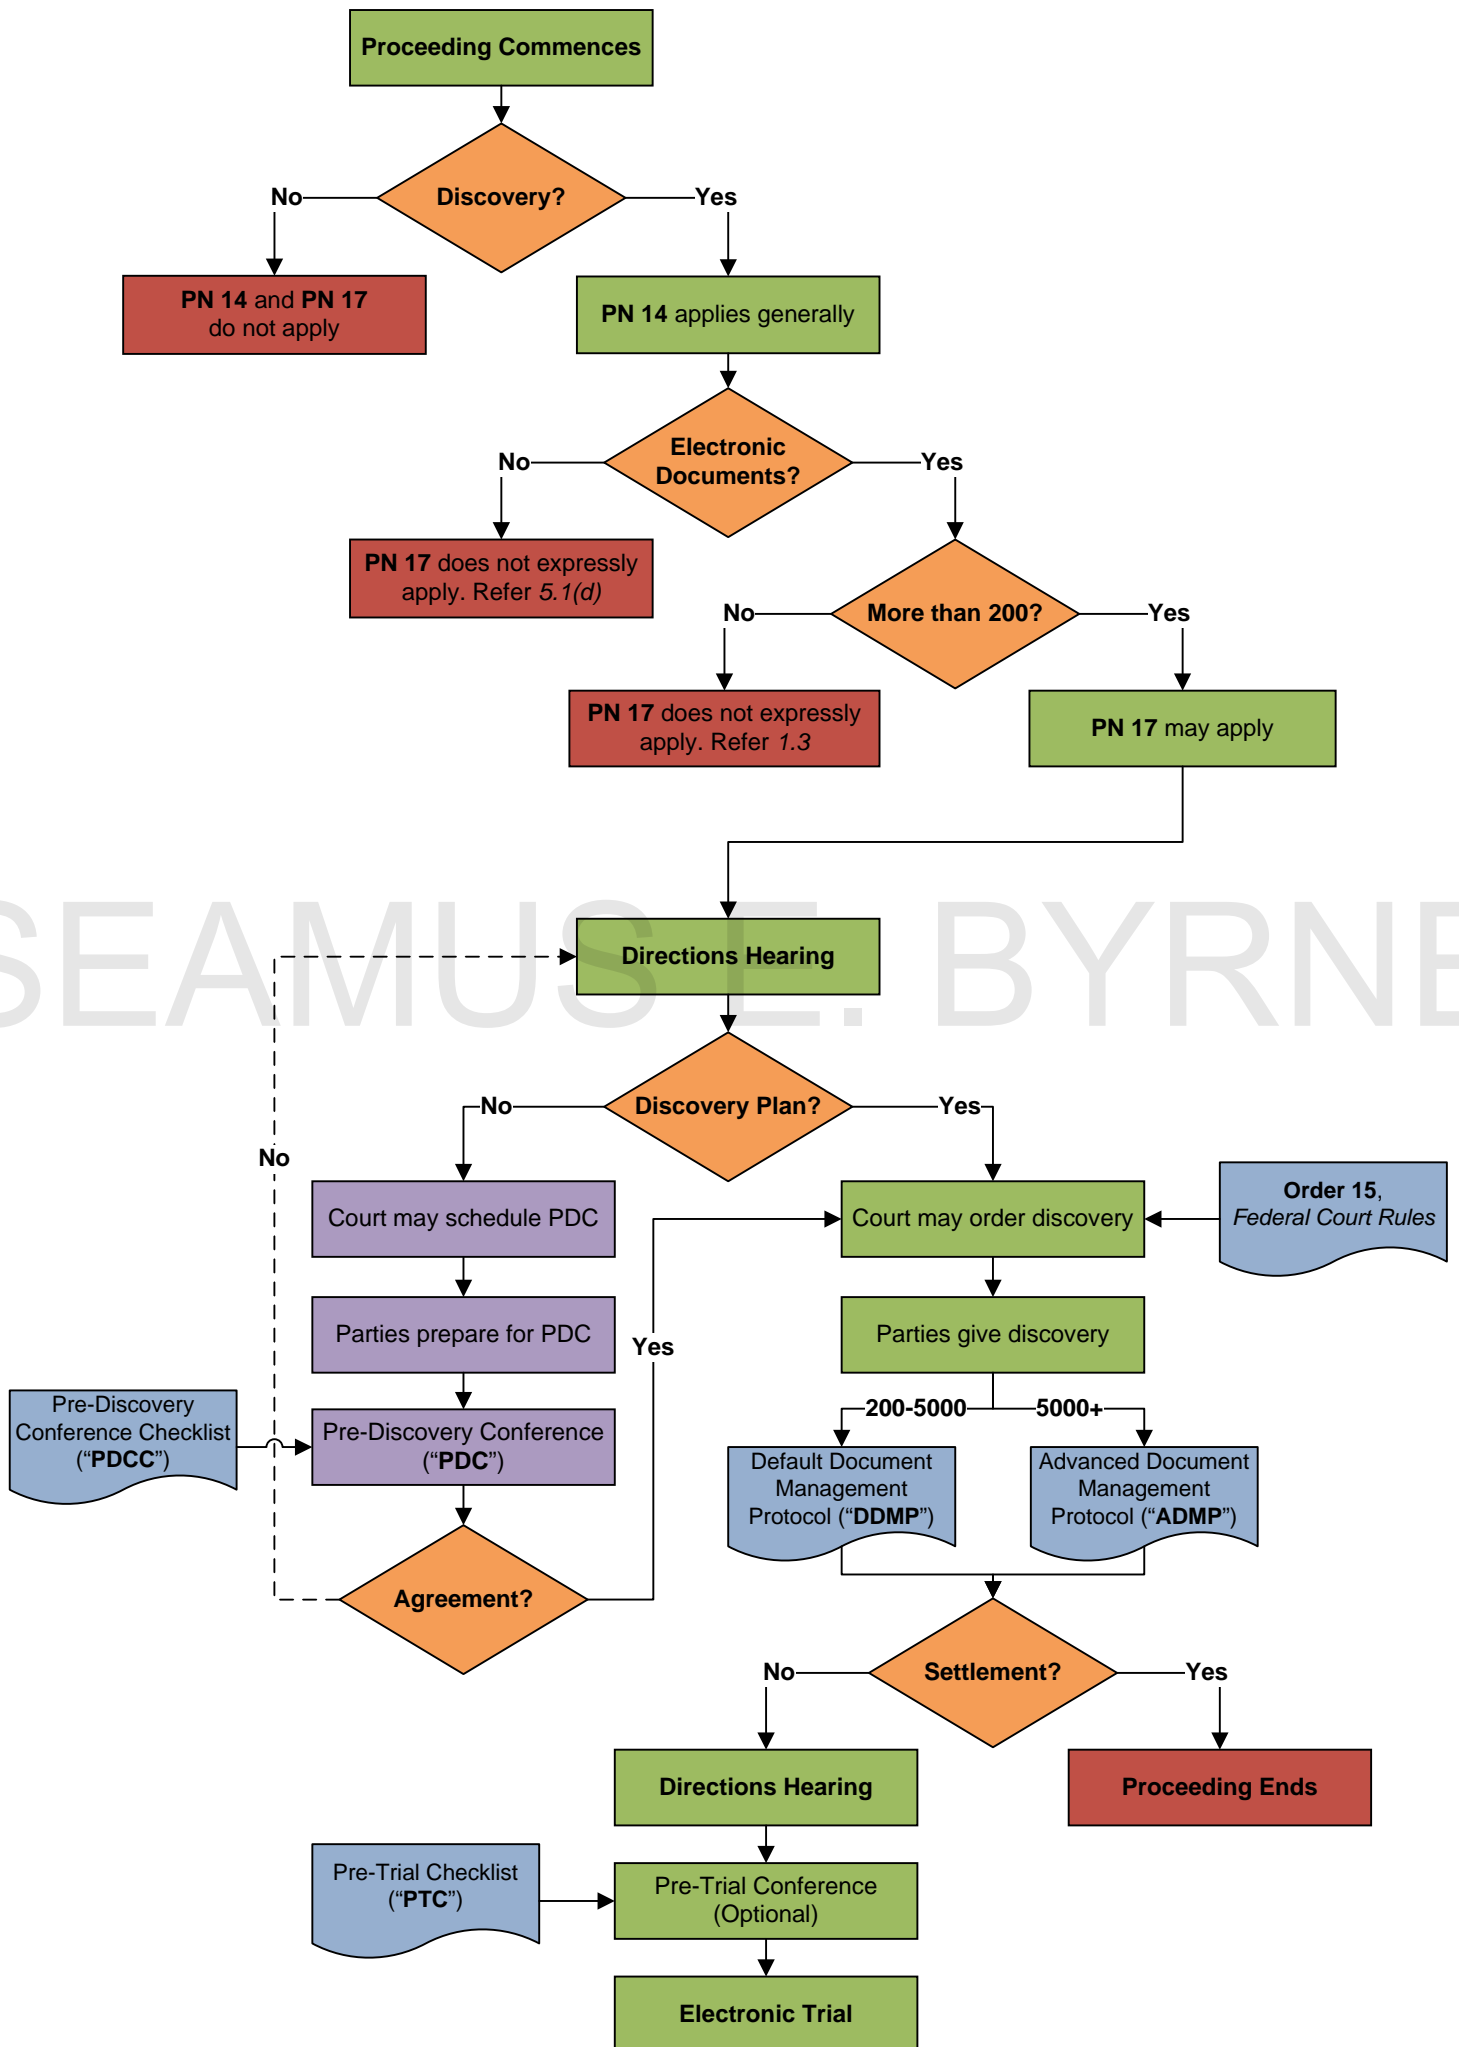 Proceeding Commences
Discovery?
No
Yes
PN 14 and PN 17
do not apply
PN 14 applies generally
Electronic
Documents?
No
Yes
PN 17 does not expressly
apply. Refer 5.1(d)
More than 200?
No
Yes
PN 17 does not expressly
apply. Refer 1.3
PN 17 may apply
SEAMUS E. BYRNE
Directions Hearing
Discovery Plan?
No
Yes
No
Court may schedule PDC
Court may order discovery
Order 15,
Federal Court Rules
Parties prepare for PDC
Yes
Parties give discovery
Pre-Discovery
Conference Checklist
(“PDCC”)
Pre-Discovery Conference
(“PDC”)
200-5000
5000+
Default Document
Management
Protocol (“DDMP”)
Advanced Document
Management
Protocol (“ADMP”)
Agreement?
Settlement?
No
Yes
Directions Hearing
Proceeding Ends
Pre-Trial Checklist
(“PTC”)
Pre-Trial Conference
(Optional)
Electronic Trial